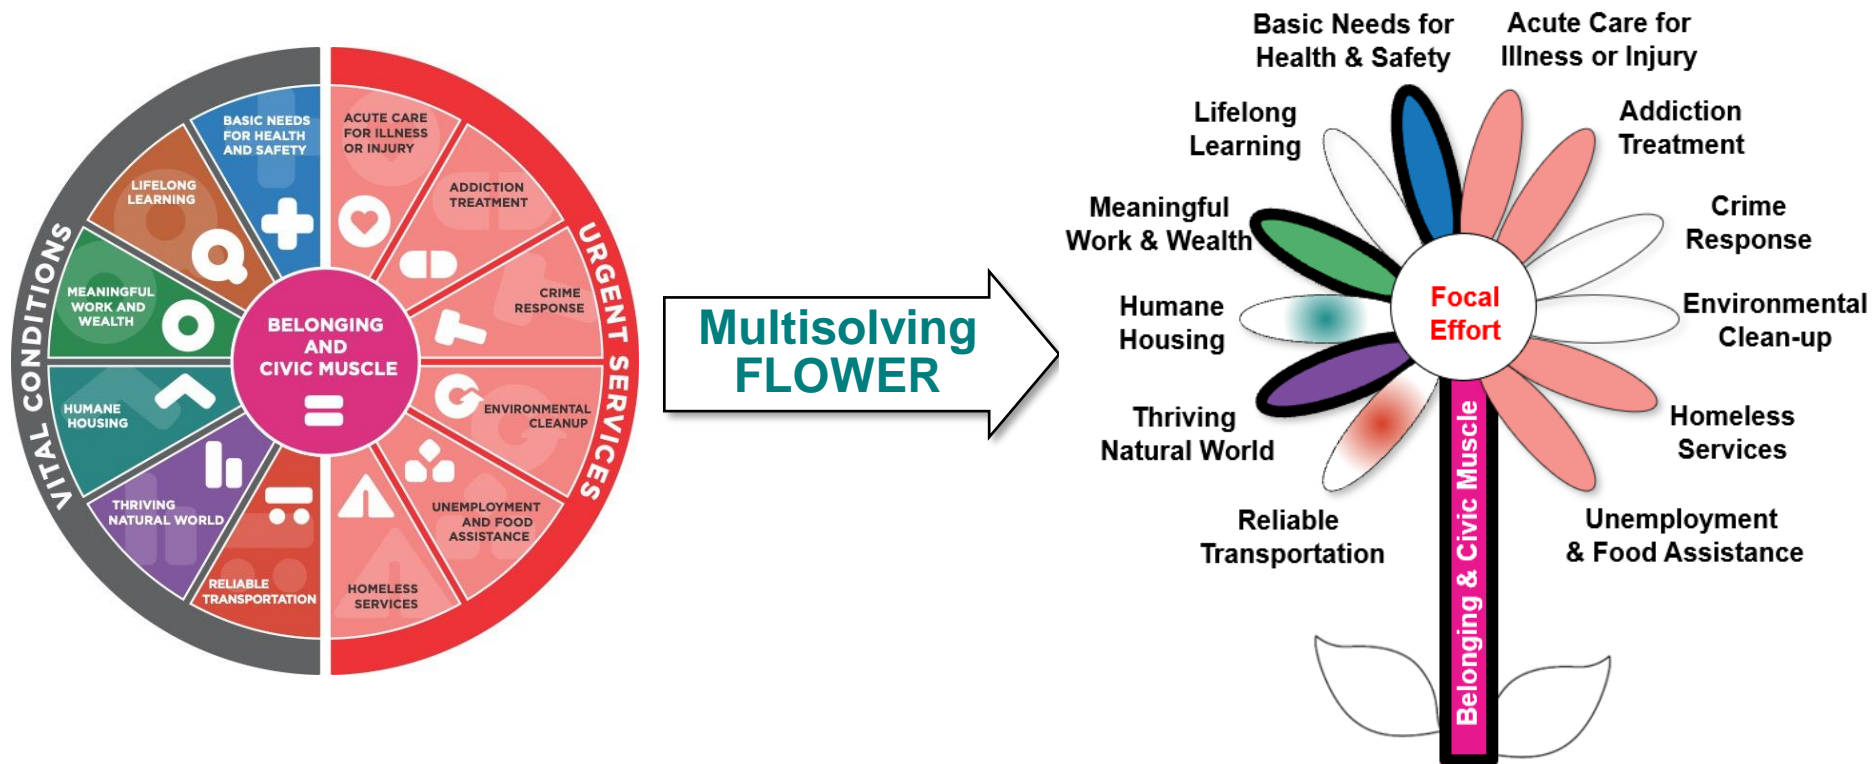 VITAL CONDITIONS
URGENT SERVICES
BASIC NEEDS
FOR HEALTH
AND SAFETY
LIFELONG
LEARNING
MEANINGFUL
WORK AND
WEALTH
HUMANE
HOUSING
THRIVING
NATURAL WORLD
RELIABLE
TRANSPORTATION
ACUTE CARE
FOR ILLNESS
OR INJURY
ADDICTION
TREATMENT
CRIME
RESPONSE
ENVIRONMENTAL
CLEANUP
UNEMPLOYMENT
AND FOOD
ASSISTANCE
HOMELESS
SERVICES
BELONGING
AND
CIVIC MUSCLE
Multisolving
FLOWER
Basic Needs for
Health & Safety
Acute Care for
Illness or Injury
Lifelong
Learning
Addiction
Treatment
Meaningful
Work & Wealth
Crime
Response
Humane
Housing
Focal
Effort
Environmental
Clean-up
Thriving
Natural World
Homeless
Services
Reliable
Transportation
Unemployment
& Food Assistance
Belonging & Civic Muscle